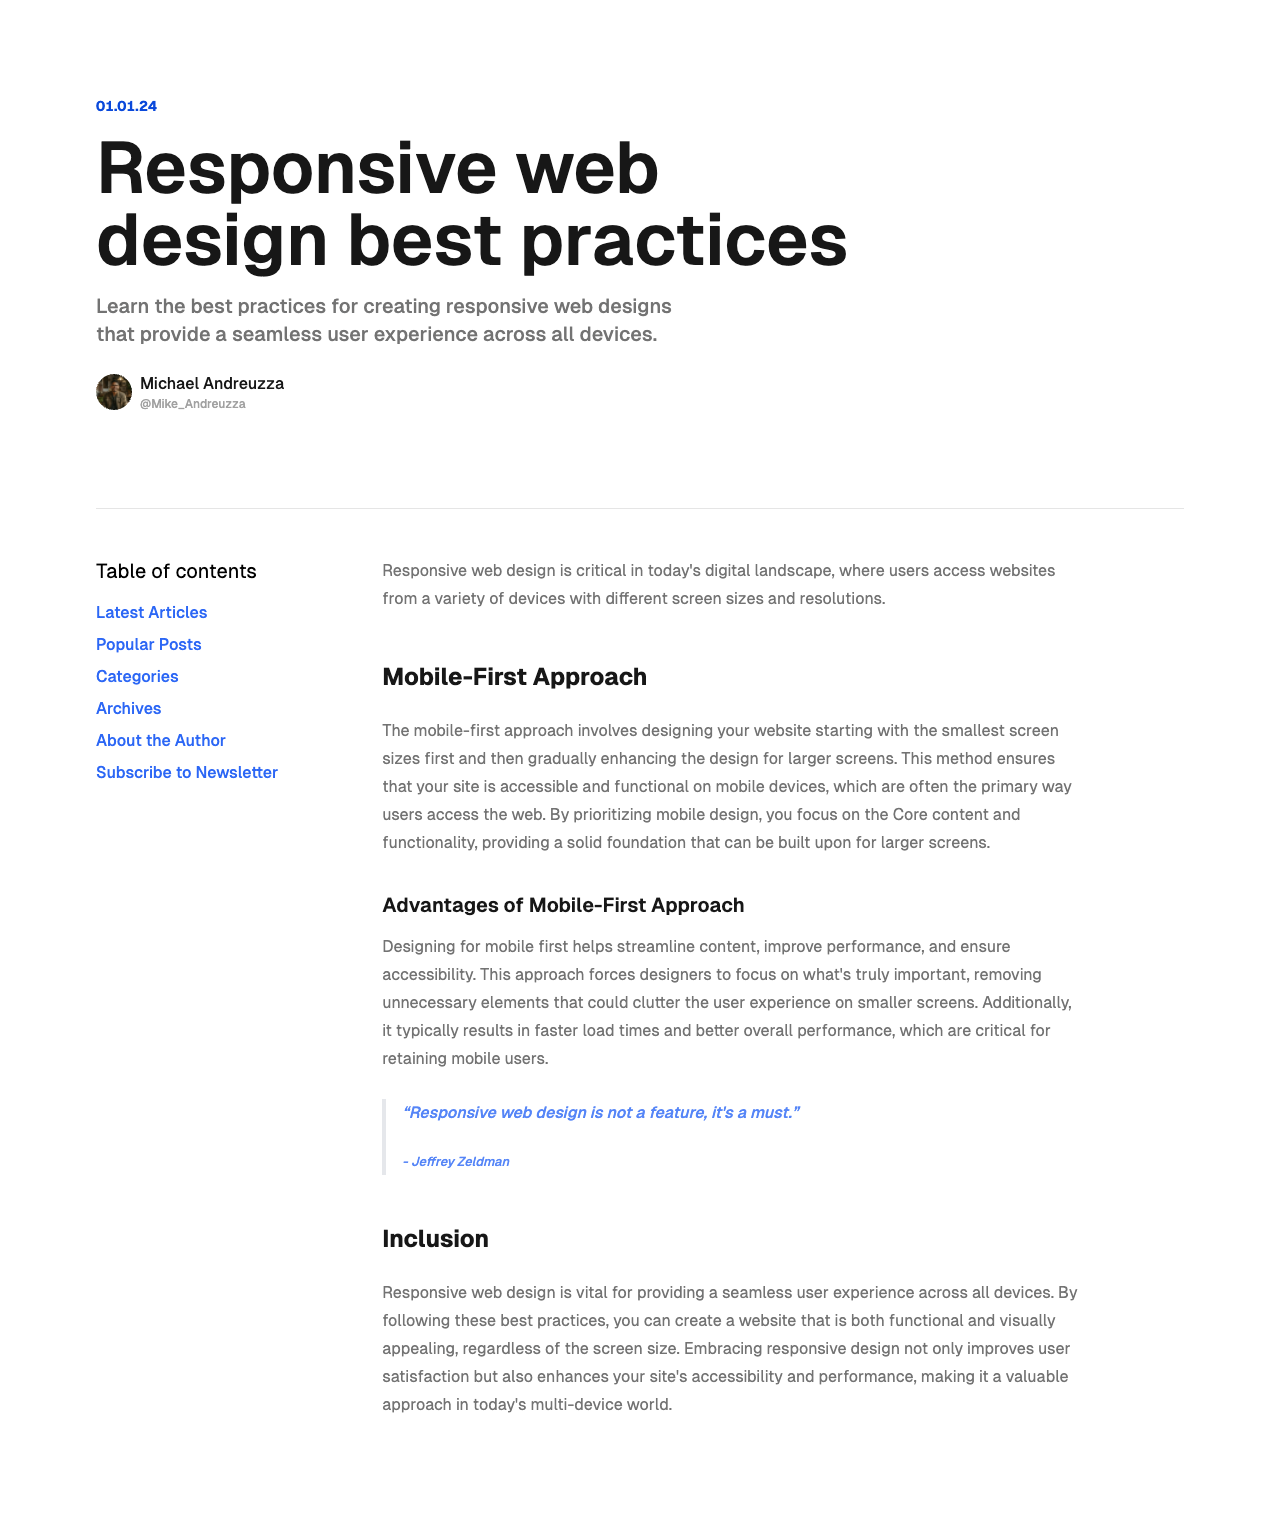 01.01.24
Responsive web
design best practices
Learn the best practices for creating responsive web designs
that provide a seamless user experience across all devices.
Michael Andreuzza
@Mike_Andreuzza
Table of contents
Latest Articles
Popular Posts
Categories
Archives
About the Author
Subscribe to Newsletter
Responsive web design is critical in today's digital landscape, where users access websites
from a variety of devices with different screen sizes and resolutions.
Mobile-First Approach
The mobile-first approach involves designing your website starting with the smallest screen
sizes first and then gradually enhancing the design for larger screens. This method ensures
that your site is accessible and functional on mobile devices, which are often the primary way
users access the web. By prioritizing mobile design, you focus on the Core content and
functionality, providing a solid foundation that can be built upon for larger screens.
Advantages of Mobile-First Approach
Designing for mobile first helps streamline content, improve performance, and ensure
accessibility. This approach forces designers to focus on what's truly important, removing
unnecessary elements that could clutter the user experience on smaller screens. Additionally,
it typically results in faster load times and better overall performance, which are critical for
retaining mobile users.
“Responsive web design is not a feature, it's a must.”
- Jeffrey Zeldman
Inclusion
Responsive web design is vital for providing a seamless user experience across all devices. By
following these best practices, you can create a website that is both functional and visually
appealing, regardless of the screen size. Embracing responsive design not only improves user
satisfaction but also enhances your site's accessibility and performance, making it a valuable
approach in today's multi-device world.